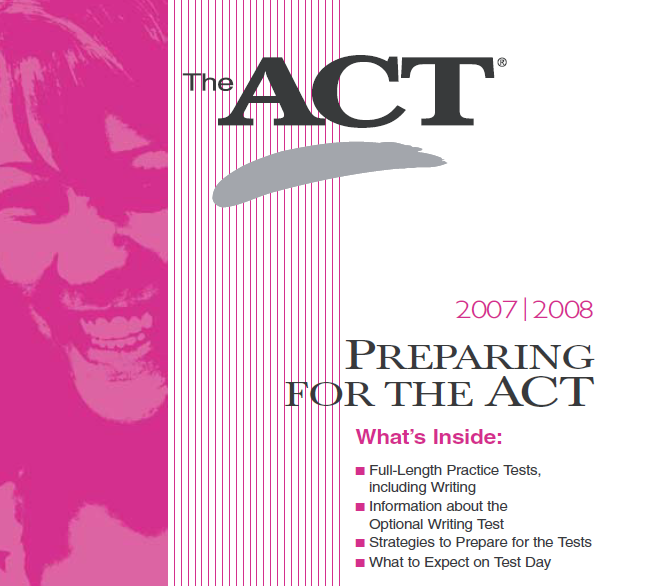 The ACT®
2007|2008
PREPARING
FOR THE ACT
What's Inside:
■ Full-Length Practice Tests,
including Writing
■ Information about the
Optional Writing Test
■ Strategies to Prepare for the Tests
■ What to Expect on Test Day